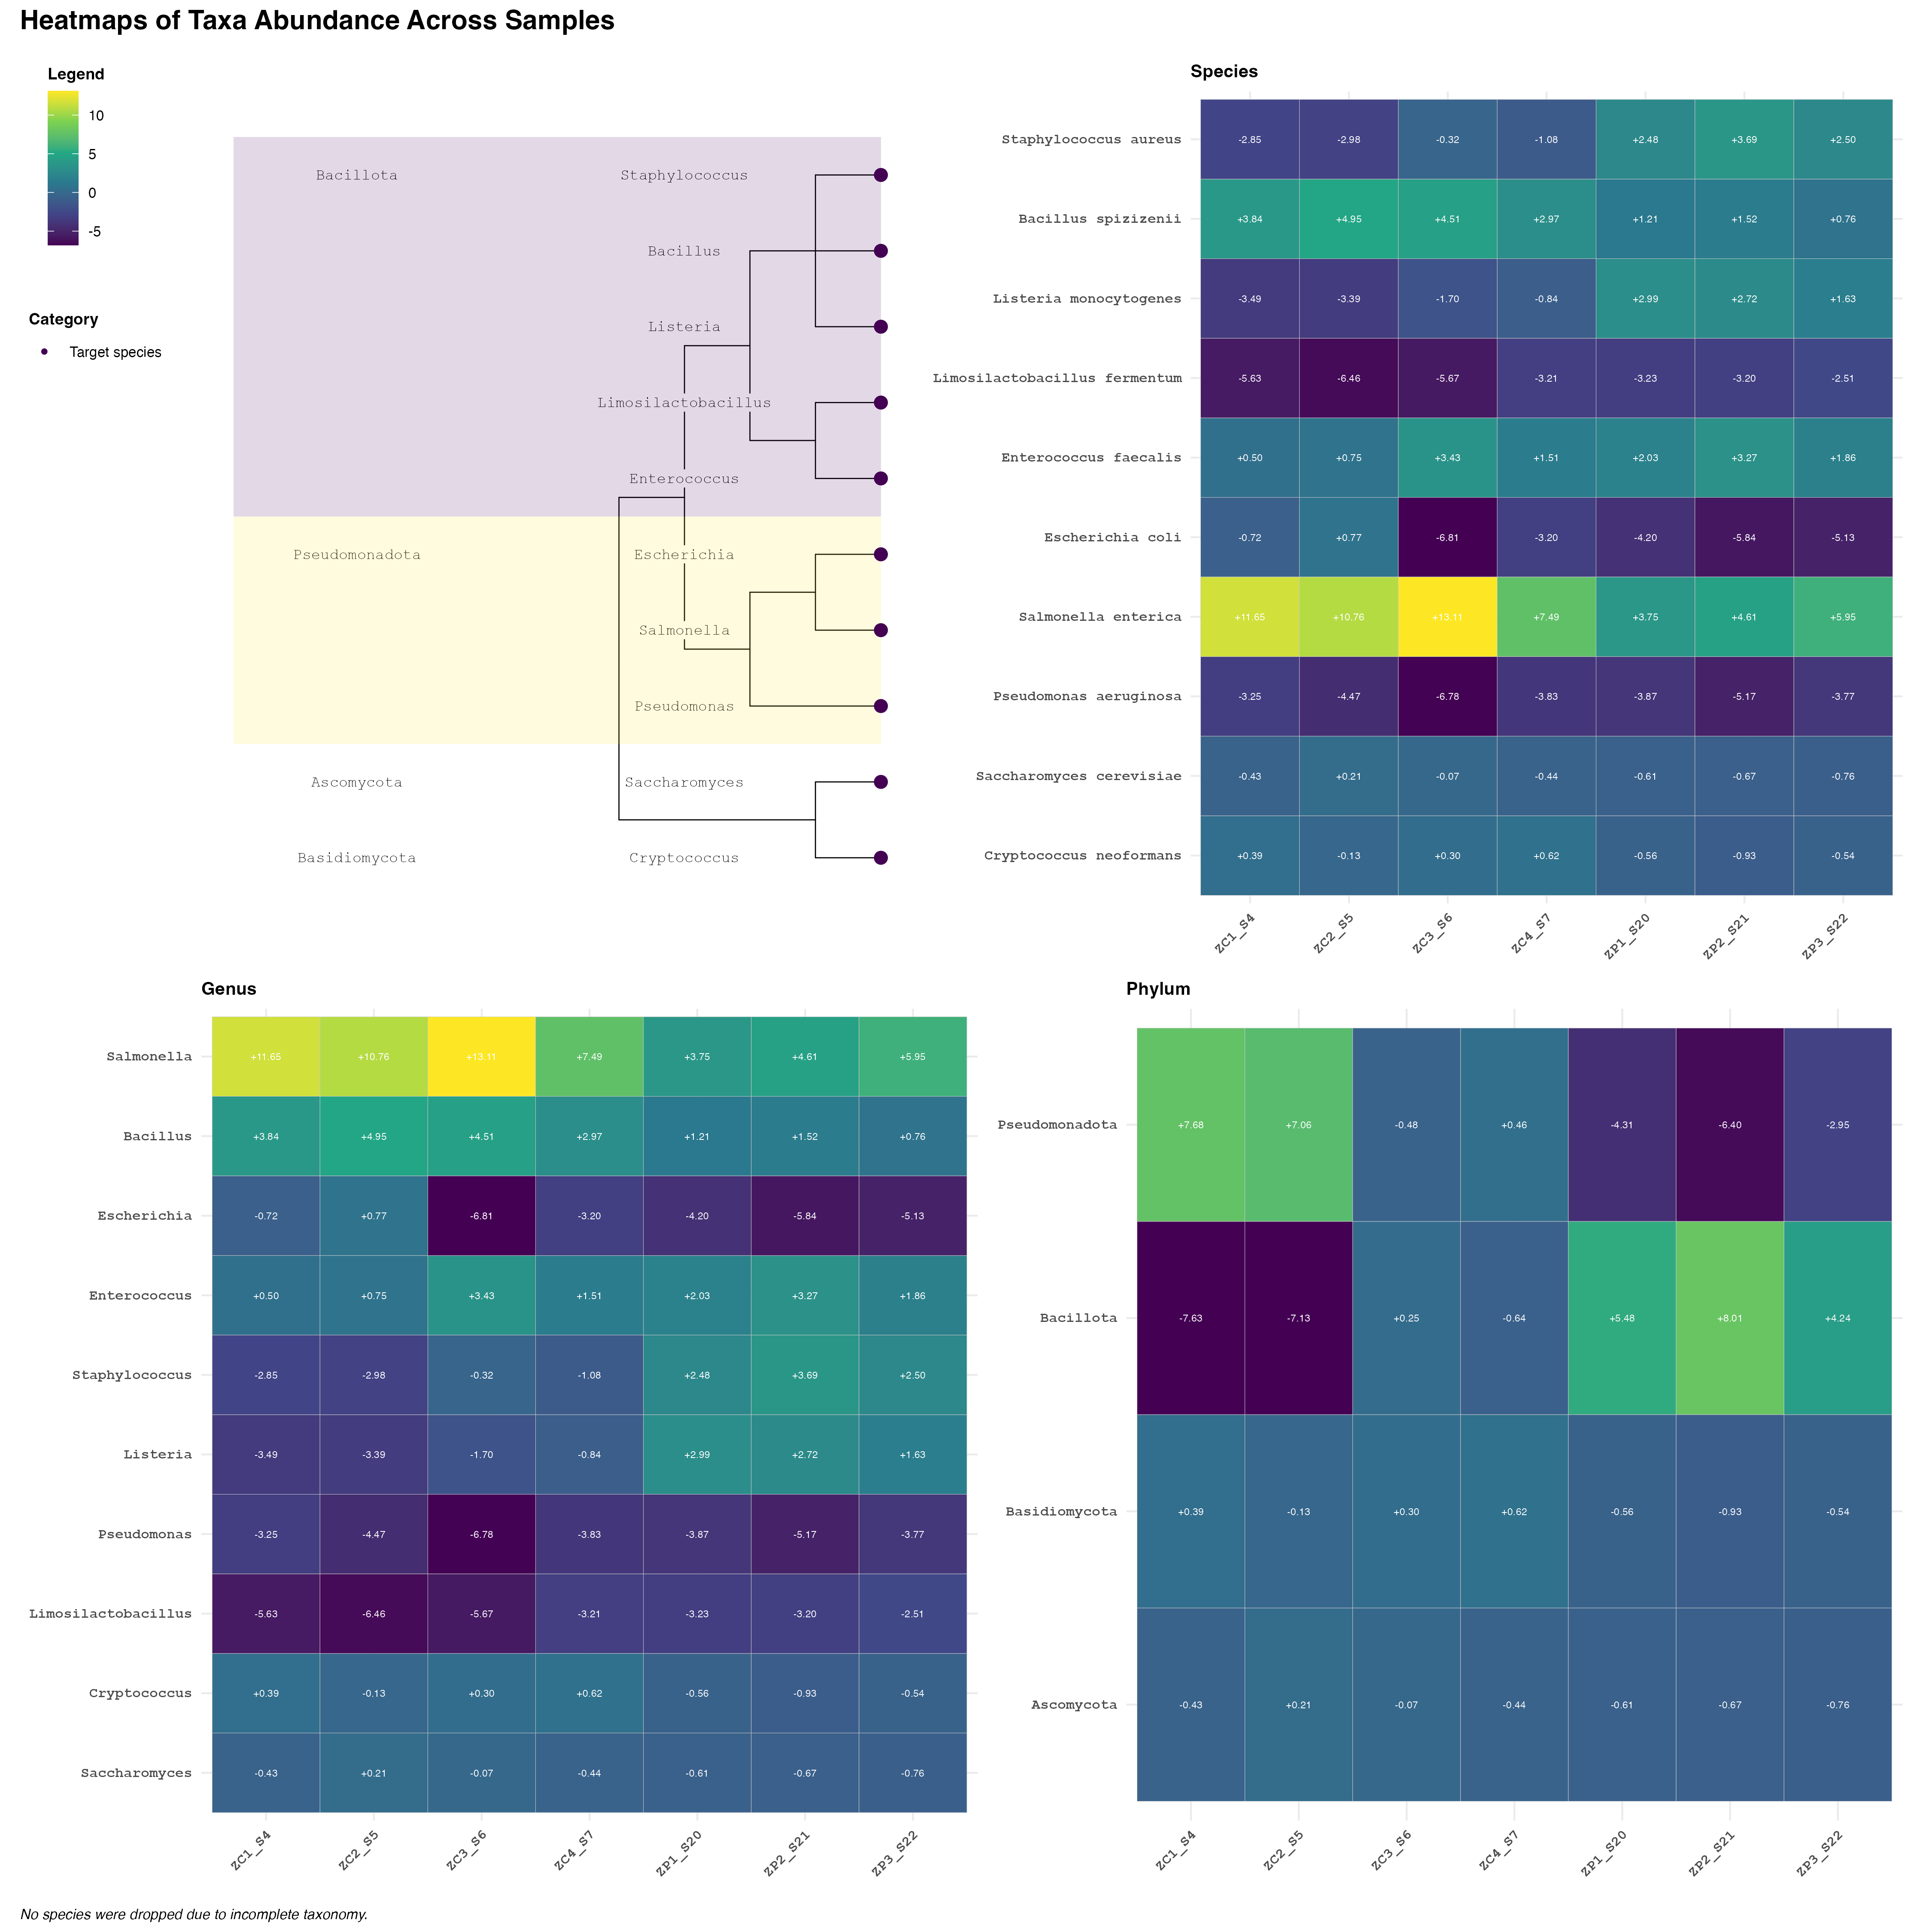 Heatmaps of Taxa Abundance Across Samples
Legend
10
5
0
-5
Category
Target species
Bacillota
Staphylococcus
Bacillus
Listeria
Limosilactobacillus
Enterococcus
Pseudomonadota
Escherichia
Salmonella
Pseudomonas
Ascomycota
Saccharomyces
Basidiomycota
Cryptococcus
Species
Staphylococcus aureus -2.85 -2.98 -0.32 -1.08 +2.48 +3.69 +2.50
Bacillus spizizenii +3.84 +4.95 +4.51 +2.97 +1.21 +1.52 +0.76
Listeria monocytogenes -3.49 -3.39 -1.70 -0.84 +2.99 +2.72 +1.63
Limosilactobacillus fermentum -5.63 -6.46 -5.67 -3.21 -3.23 -3.20 -2.51
Enterococcus faecalis +0.50 +0.75 +3.43 +1.51 +2.03 +3.27 +1.86
Escherichia coli -0.72 +0.77 -6.81 -3.20 -4.20 -5.84 -5.13
Salmonella enterica +11.65 +10.76 +13.11 +7.49 +3.75 +4.61 +5.95
Pseudomonas aeruginosa -3.25 -4.47 -6.78 -3.83 -3.87 -5.17 -3.77
Saccharomyces cerevisiae -0.43 +0.21 -0.07 -0.44 -0.61 -0.67 -0.76
Cryptococcus neoformans +0.39 -0.13 +0.30 +0.62 -0.56 -0.93 -0.54
ZC1_S4 ZC2_S5 ZC3_S6 ZC4_S7 ZP1_S20 ZP2_S21 ZP3_S22
Genus
Salmonella +11.65 +10.76 +13.11 +7.49 +3.75 +4.61 +5.95
Bacillus +3.84 +4.95 +4.51 +2.97 +1.21 +1.52 +0.76
Escherichia -0.72 +0.77 -6.81 -3.20 -4.20 -5.84 -5.13
Enterococcus +0.50 +0.75 +3.43 +1.51 +2.03 +3.27 +1.86
Staphylococcus -2.85 -2.98 -0.32 -1.08 +2.48 +3.69 +2.50
Listeria -3.49 -3.39 -1.70 -0.84 +2.99 +2.72 +1.63
Pseudomonas -3.25 -4.47 -6.78 -3.83 -3.87 -5.17 -3.77
Limosilactobacillus -5.63 -6.46 -5.67 -3.21 -3.23 -3.20 -2.51
Cryptococcus +0.39 -0.13 +0.30 +0.62 -0.56 -0.93 -0.54
Saccharomyces -0.43 +0.21 -0.07 -0.44 -0.61 -0.67 -0.76
ZC1_S4 ZC2_S5 ZC3_S6 ZC4_S7 ZP1_S20 ZP2_S21 ZP3_S22
Phylum
Pseudomonadota +7.68 +7.06 -0.48 +0.46 -4.31 -6.40 -2.95
Bacillota -7.63 -7.13 +0.25 -0.64 +5.48 +8.01 +4.24
Basidiomycota +0.39 -0.13 +0.30 +0.62 -0.56 -0.93 -0.54
Ascomycota -0.43 +0.21 -0.07 -0.44 -0.61 -0.67 -0.76
ZC1_S4 ZC2_S5 ZC3_S6 ZC4_S7 ZP1_S20 ZP2_S21 ZP3_S22
No species were dropped due to incomplete taxonomy.